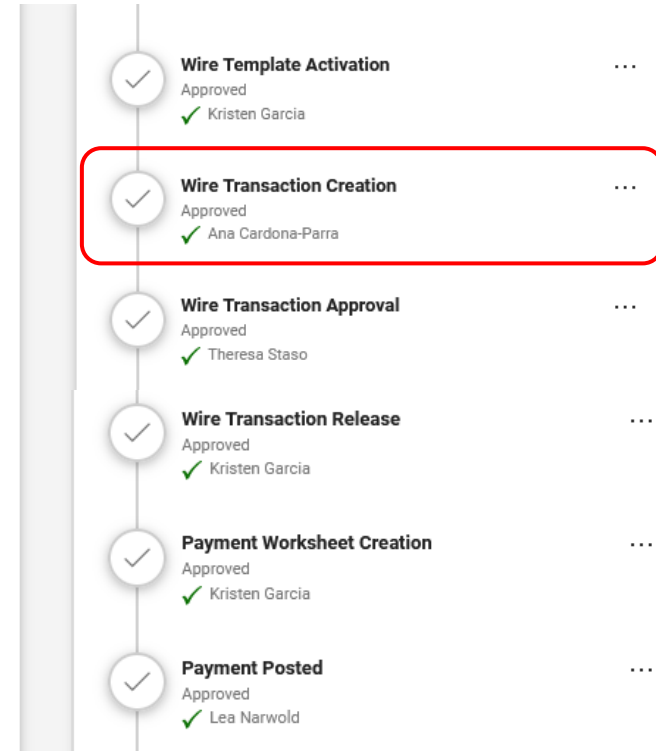 Wire Template Activation
...
Approved
Kristen Garcia
Wire Transaction Creation
...
Approved
Ana Cardona-Parra
Wire Transaction Approval
...
Approved
Theresa Staso
Wire Transaction Release
...
Approved
Kristen Garcia
Payment Worksheet Creation
...
Approved
Kristen Garcia
Payment Posted
...
Approved
Lea Narwold